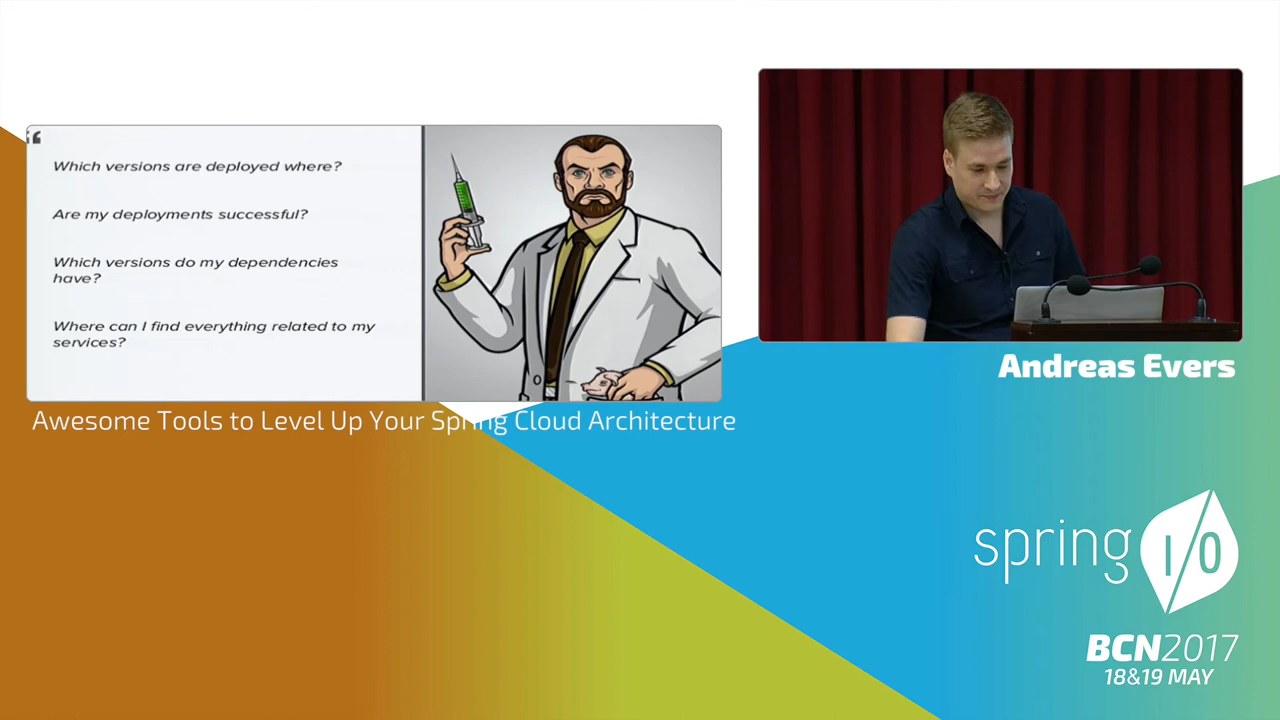 “
Which versions are deployed where?
Are my deployments successful?
Which versions do my dependencies
have?
Where can I find everything related to my
services?
Awesome Tools to Level Up Your Spring Cloud Architecture
Andreas Evers
spring I/O
BCN2017
18&19 MAY